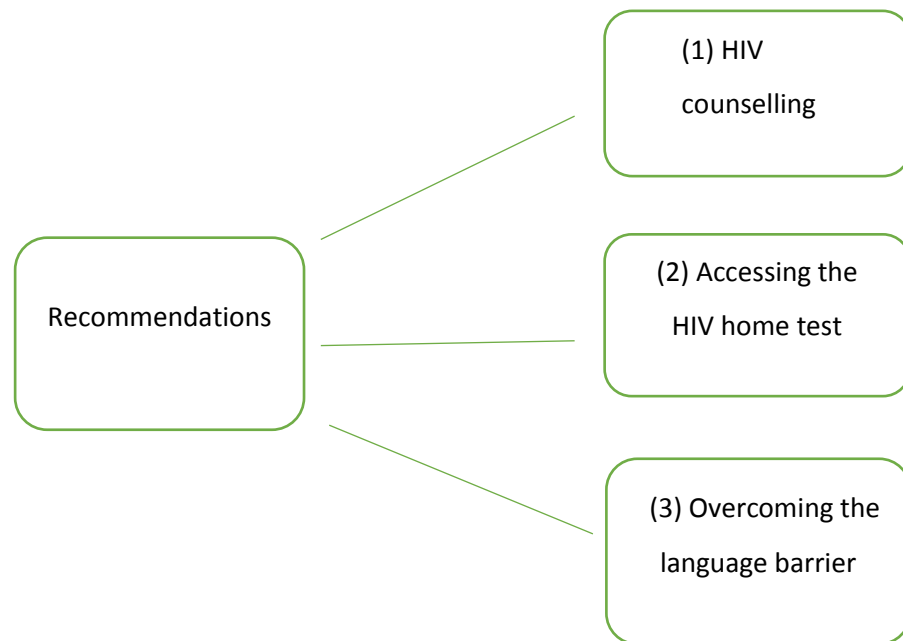 (1) HIV
counselling
Recommendations
(2) Accessing the
HIV home test
(3) Overcoming the
language barrier